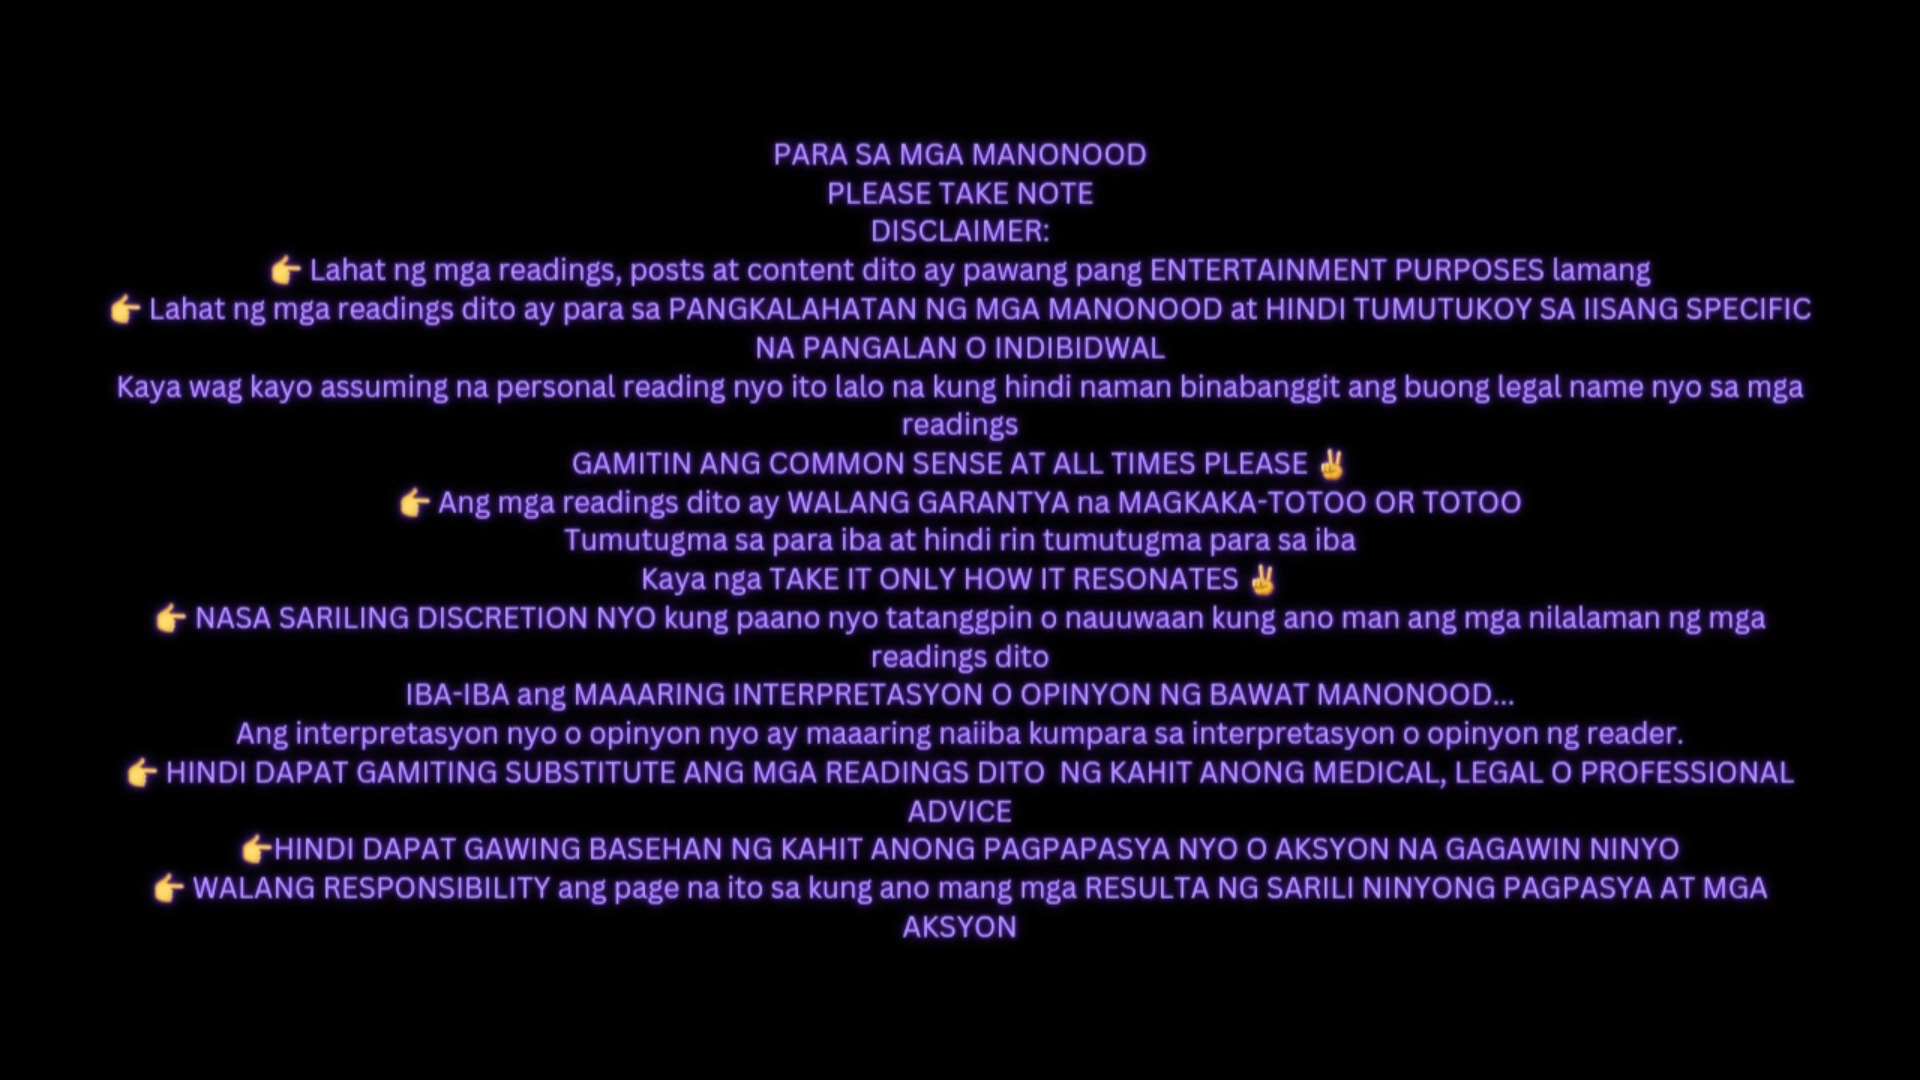 PARA SA MGA MANONOOD
PLEASE TAKE NOTE
DISCLAIMER:
👉 Lahat ng mga readings, posts at content dito ay pawang pang ENTERTAINMENT PURPOSES lamang
👉 Lahat ng mga readings dito ay para sa PANGKALAHATAN NG MGA MANONOOD at HINDI TUMUTUKOY SA IISANG SPECIFIC
NA PANGALAN O INDIBIDWAL
Kaya wag kayo assuming na personal reading nyo ito lalo na kung hindi naman binabanggit ang buong legal name nyo sa mga
readings
GAMITIN ANG COMMON SENSE AT ALL TIMES PLEASE ✌
👉 Ang mga readings dito ay WALANG GARANTYA na MAGKAKA-TOTOO OR TOTOO
Tumutugma sa para iba at hindi rin tumutugma para sa iba
Kaya nga TAKE IT ONLY HOW IT RESONATES ✌
👉 NASA SARILING DISCRETION NYO kung paano nyo tatanggpin o nauuwaan kung ano man ang mga nilalaman ng mga
readings dito
IBA-IBA ang MAAARING INTERPRETASYON O OPINYON NG BAWAT MANONOOD...
Ang interpretasyon nyo o opinyon nyo ay maaaring naiiba kumpara sa interpretasyon o opinyon ng reader.
👉 HINDI DAPAT GAMITING SUBSTITUTE ANG MGA READINGS DITO  NG KAHIT ANONG MEDICAL, LEGAL O PROFESSIONAL
ADVICE
👉HINDI DAPAT GAWING BASEHAN NG KAHIT ANONG PAGPAPASYA NYO O AKSYON NA GAGAWIN NINYO
👉 WALANG RESPONSIBILITY ang page na ito sa kung ano mang mga RESULTA NG SARILI NINYONG PAGPASYA AT MGA
AKSYON